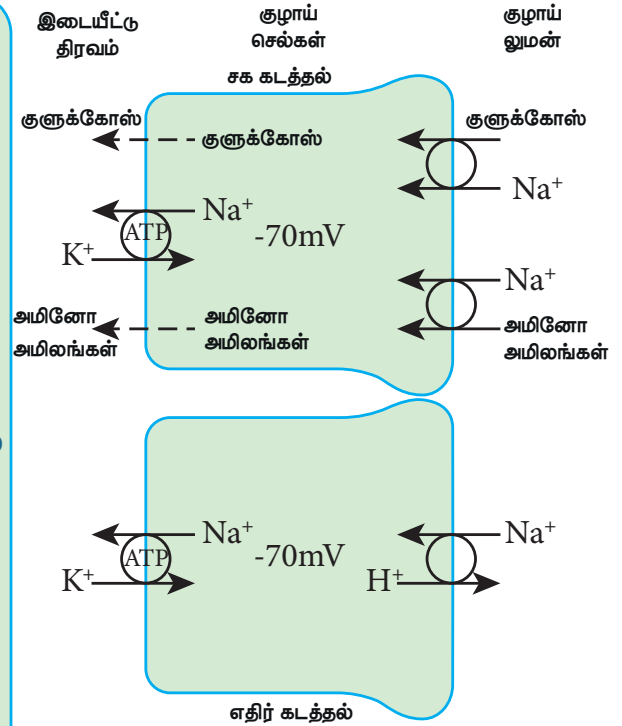 இடையீட்டு திரவம்
குழாய் செல்கள்
குழாய் லுமன்
சக கடத்தல்
குளுக்கோஸ்
குளுக்கோஸ்
குளுக்கோஸ்
Na⁺
Na⁺
ATP
-70mV
K⁺
Na⁺
அமினோ அமிலங்கள்
அமினோ அமிலங்கள்
அமினோ அமிலங்கள்
Na⁺
Na⁺
ATP
-70mV
K⁺
H⁺
எதிர் கடத்தல்